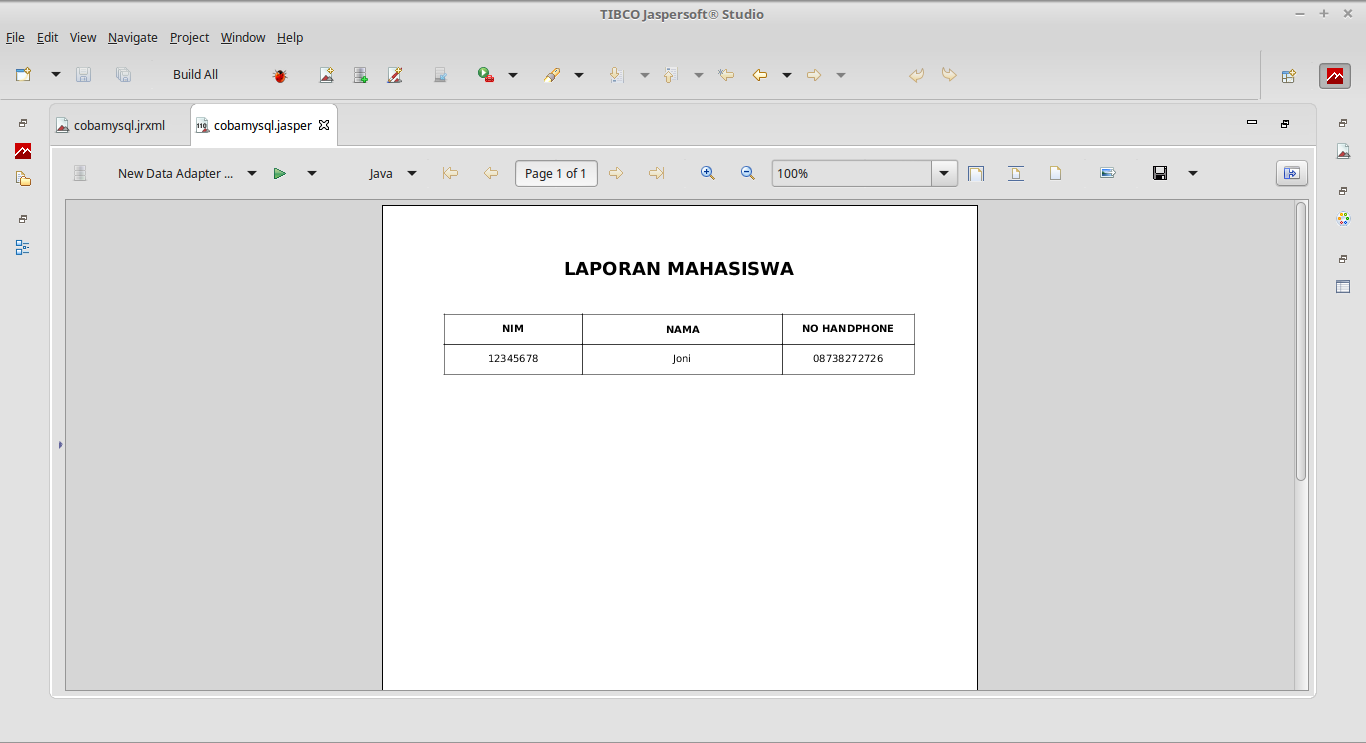 TIBCO Jaspersoft® Studio
File Edit View Navigate Project Window Help
Build All
cobamysql.jrxml cobamysql.jasper
New Data Adapter ... Java Page 1 of 1 100%
LAPORAN MAHASISWA
NIM NAMA NO HANDPHONE
12345678 Joni 08738272726